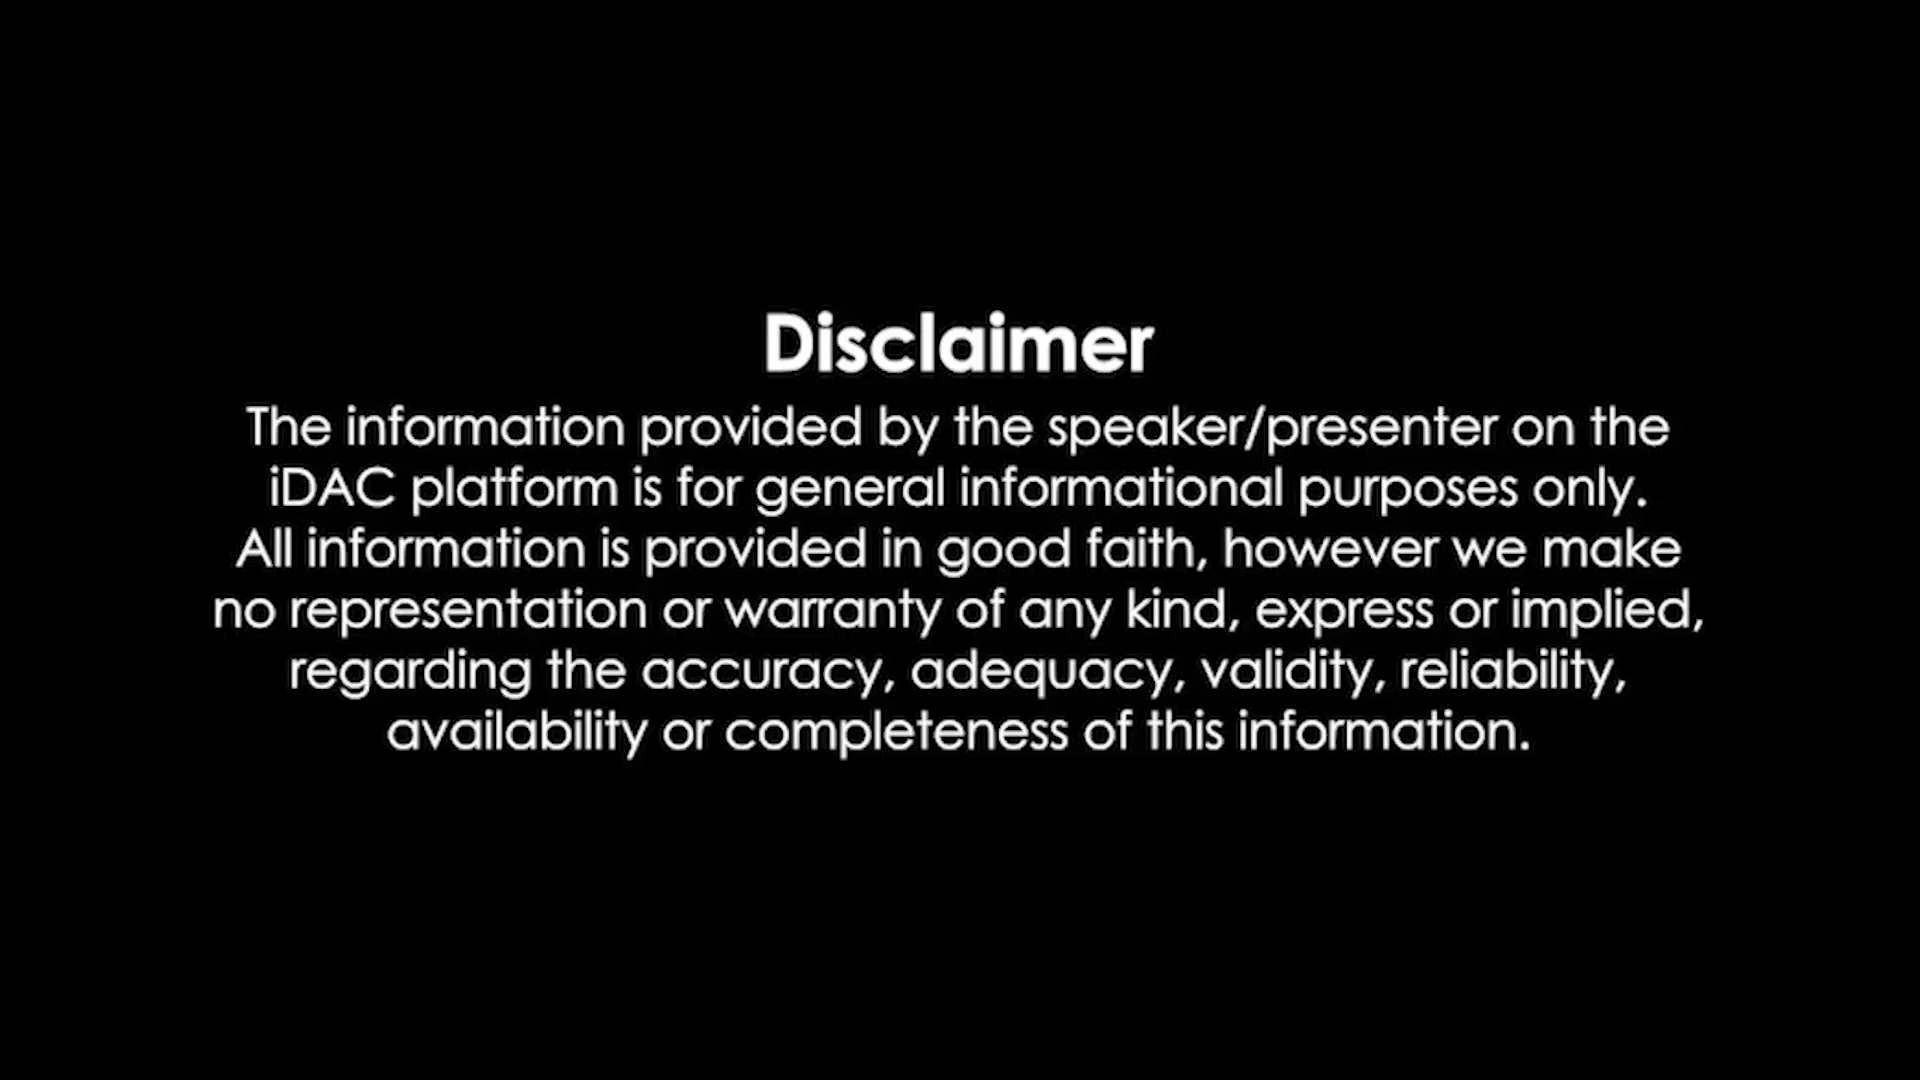 Disclaimer
The information provided by the speaker/presenter on the
iDAC platform is for general informational purposes only.
All information is provided in good faith, however we make
no representation or warranty of any kind, express or implied,
regarding the accuracy, adequacy, validity, reliability,
availability or completeness of this information.